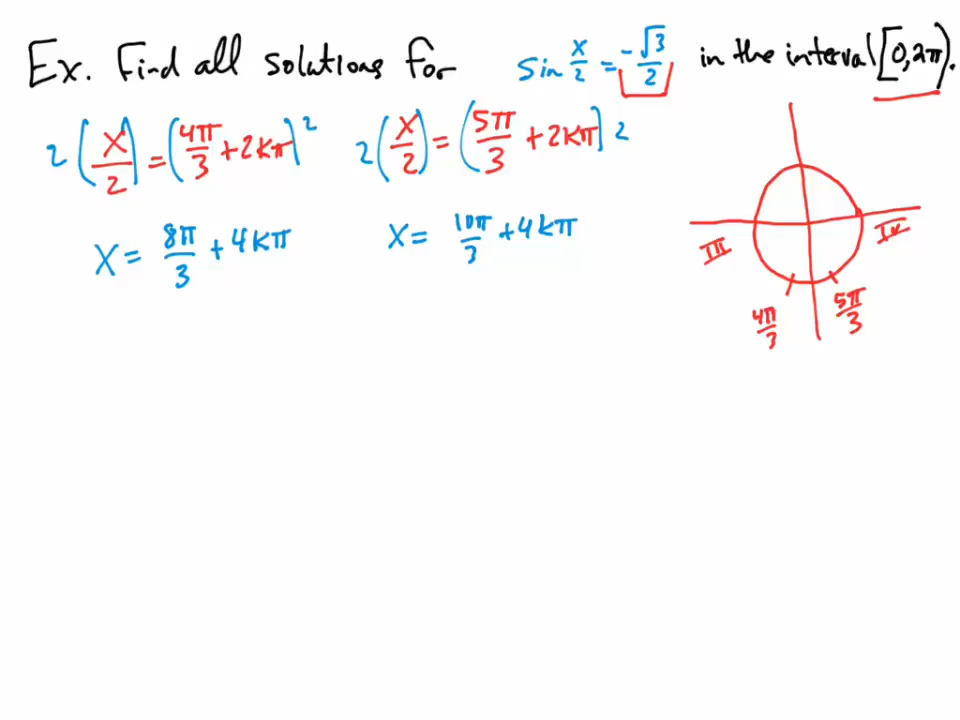 Ex. Find all solutions for sin x/2 = -√3/2 in the interval [0, 2π).
2(x/2) = (4π/3 + 2kπ)2 2(x/2) = (5π/3 + 2kπ)2
x = 8π/3 + 4kπ x = 10π/3 + 4kπ
III IV
4π/3 5π/3